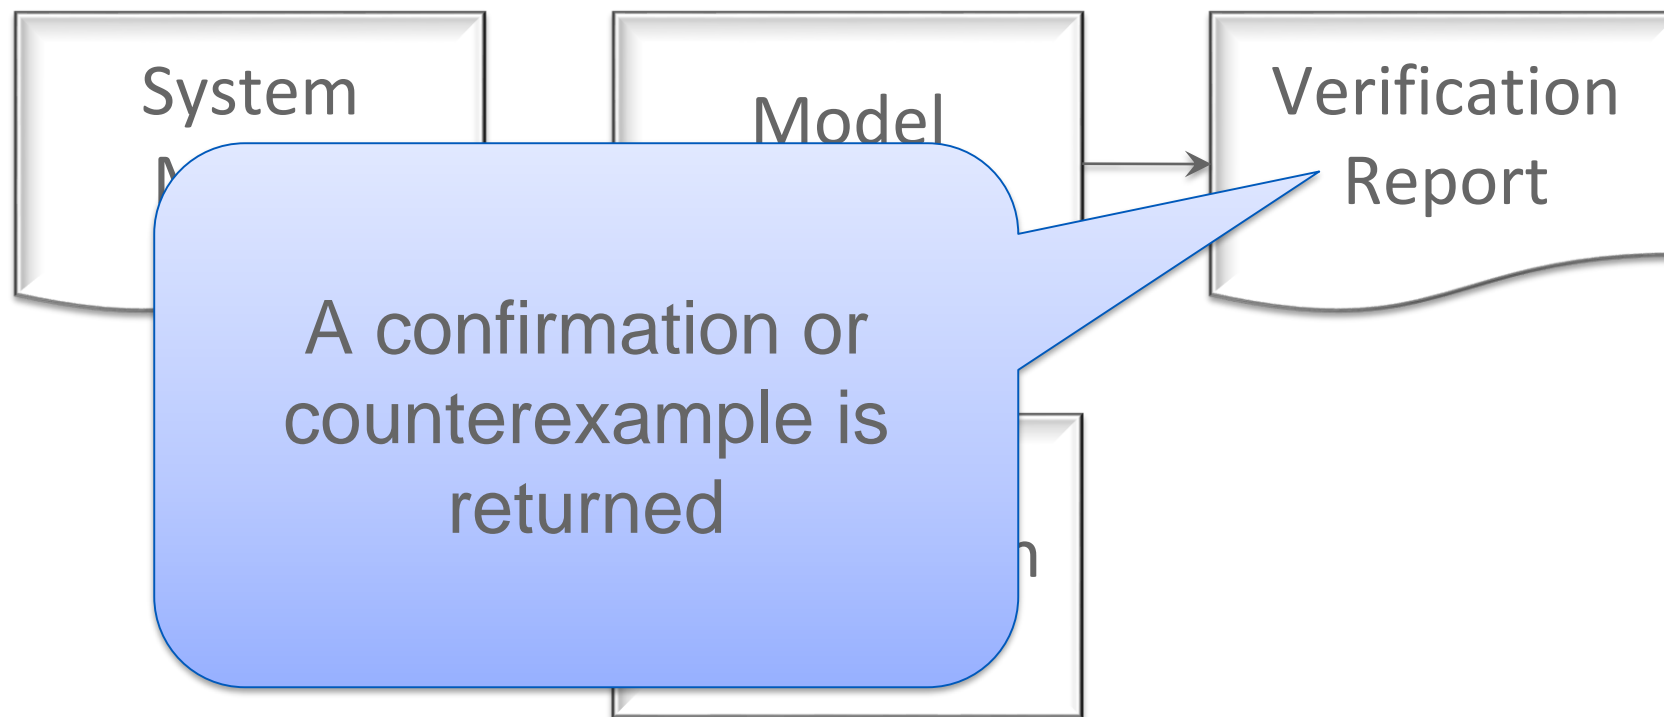 System
Model
Verification
Report
A confirmation or
counterexample is
returned